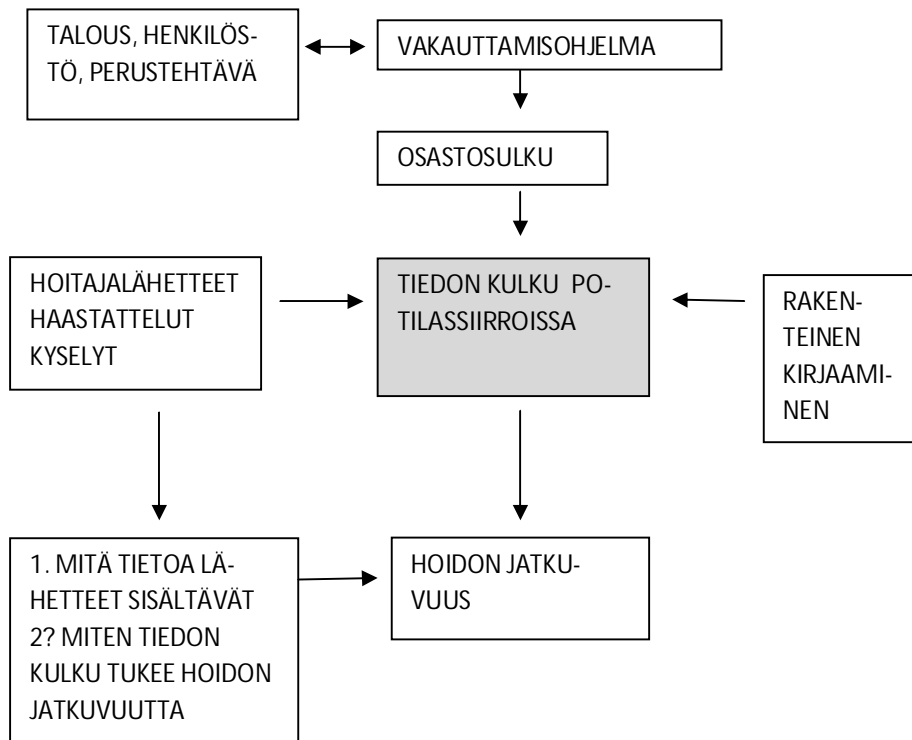 TALOUS, HENKILÖS-
TÖ, PERUSTEHTÄVÄ
VAKAUTTAMISOHJELMA
OSASTOSULKU
HOITAJALÄHETTEET
HAASTATTELUT
KYSELYT
TIEDON KULKU PO-
TILASSIIRROISSA
RAKEN-
TEINEN
KIRJAAMI-
NEN
1. MITÄ TIETOA LÄ-
HETTEET SISÄLTÄVÄT
2? MITEN TIEDON
KULKU TUKEE HOIDON
JATKUVUUTTA
HOIDON JATKU-
VUUS